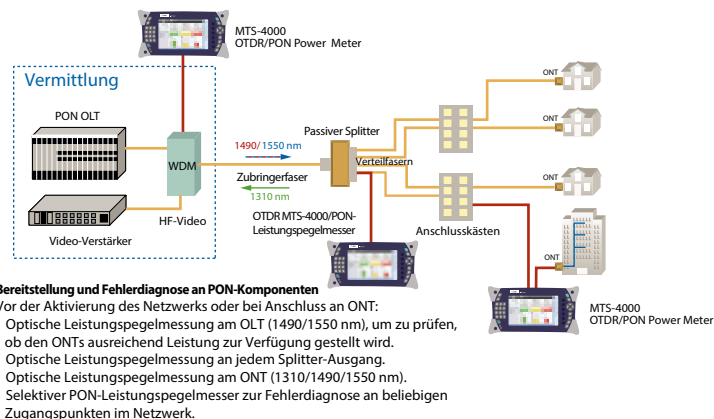 MTS-4000
OTDR/PON Power Meter
Vermittlung
PON OLT
WDM
HF-Video
Video-Verstärker
1490/1550 nm
Zubringerfaser
1310 nm
Passiver Splitter
Verteilfasern
OTDR MTS-4000/PON-
Leistungspegelmesser
Anschlusskästen
ONT
ONT
ONT
ONT
MTS-4000
OTDR/PON Power Meter
Bereitstellung und Fehlerdiagnose an PON-Komponenten
Vor der Aktivierung des Netzwerks oder bei Anschluss an ONT:
Optische Leistungspegelmessung am OLT (1490/1550 nm), um zu prüfen,
ob den ONTs ausreichend Leistung zur Verfügung gestellt wird.
Optische Leistungspegelmessung an jedem Splitter-Ausgang.
Optische Leistungspegelmessung am ONT (1310/1490/1550 nm).
Selektiver PON-Leistungspegelmesser zur Fehlerdiagnose an beliebigen
Zugangspunkten im Netzwerk.